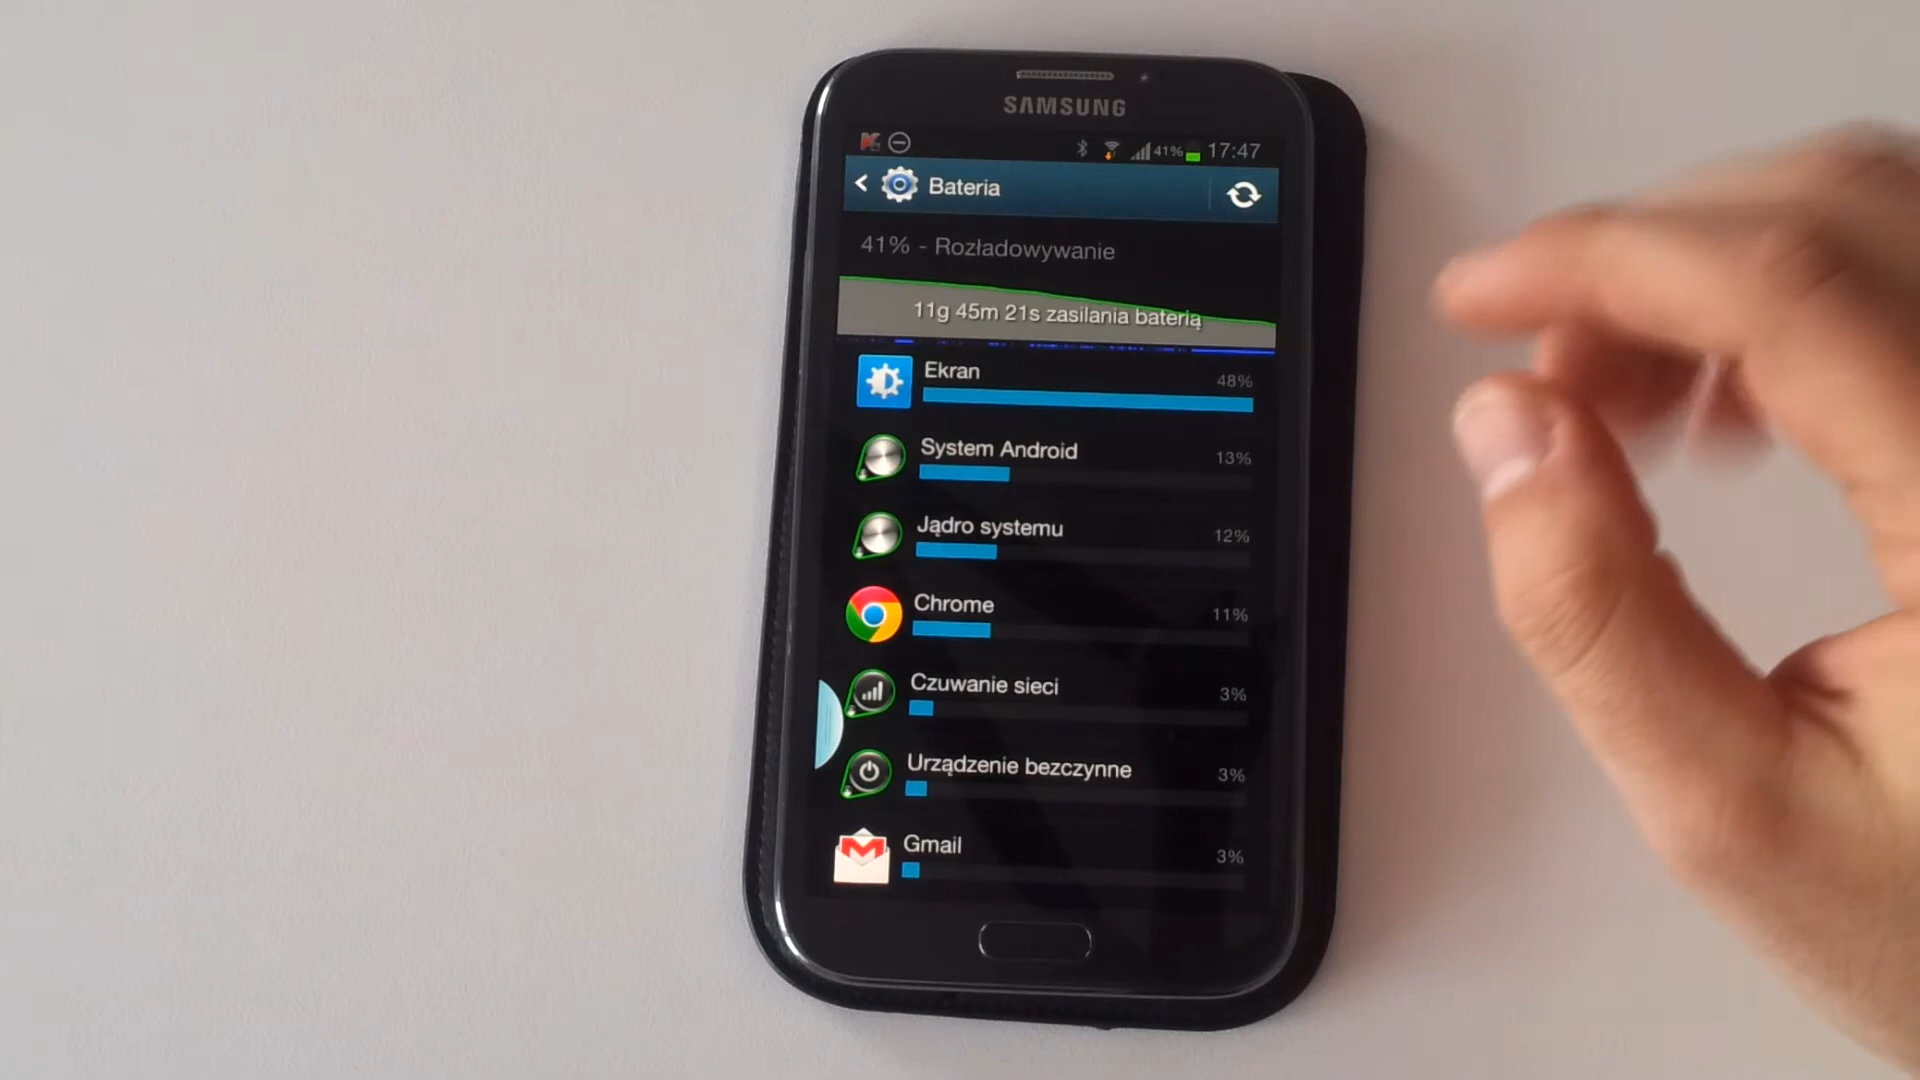 SAMSUNG
41% 17:47
Bateria
41% - Rozładowywanie
11g 45m 21s zasilania baterią
Ekran 48%
System Android 13%
Jądro systemu 12%
Chrome 11%
Czuwanie sieci 3%
Urządzenie bezczynne 3%
Gmail 3%